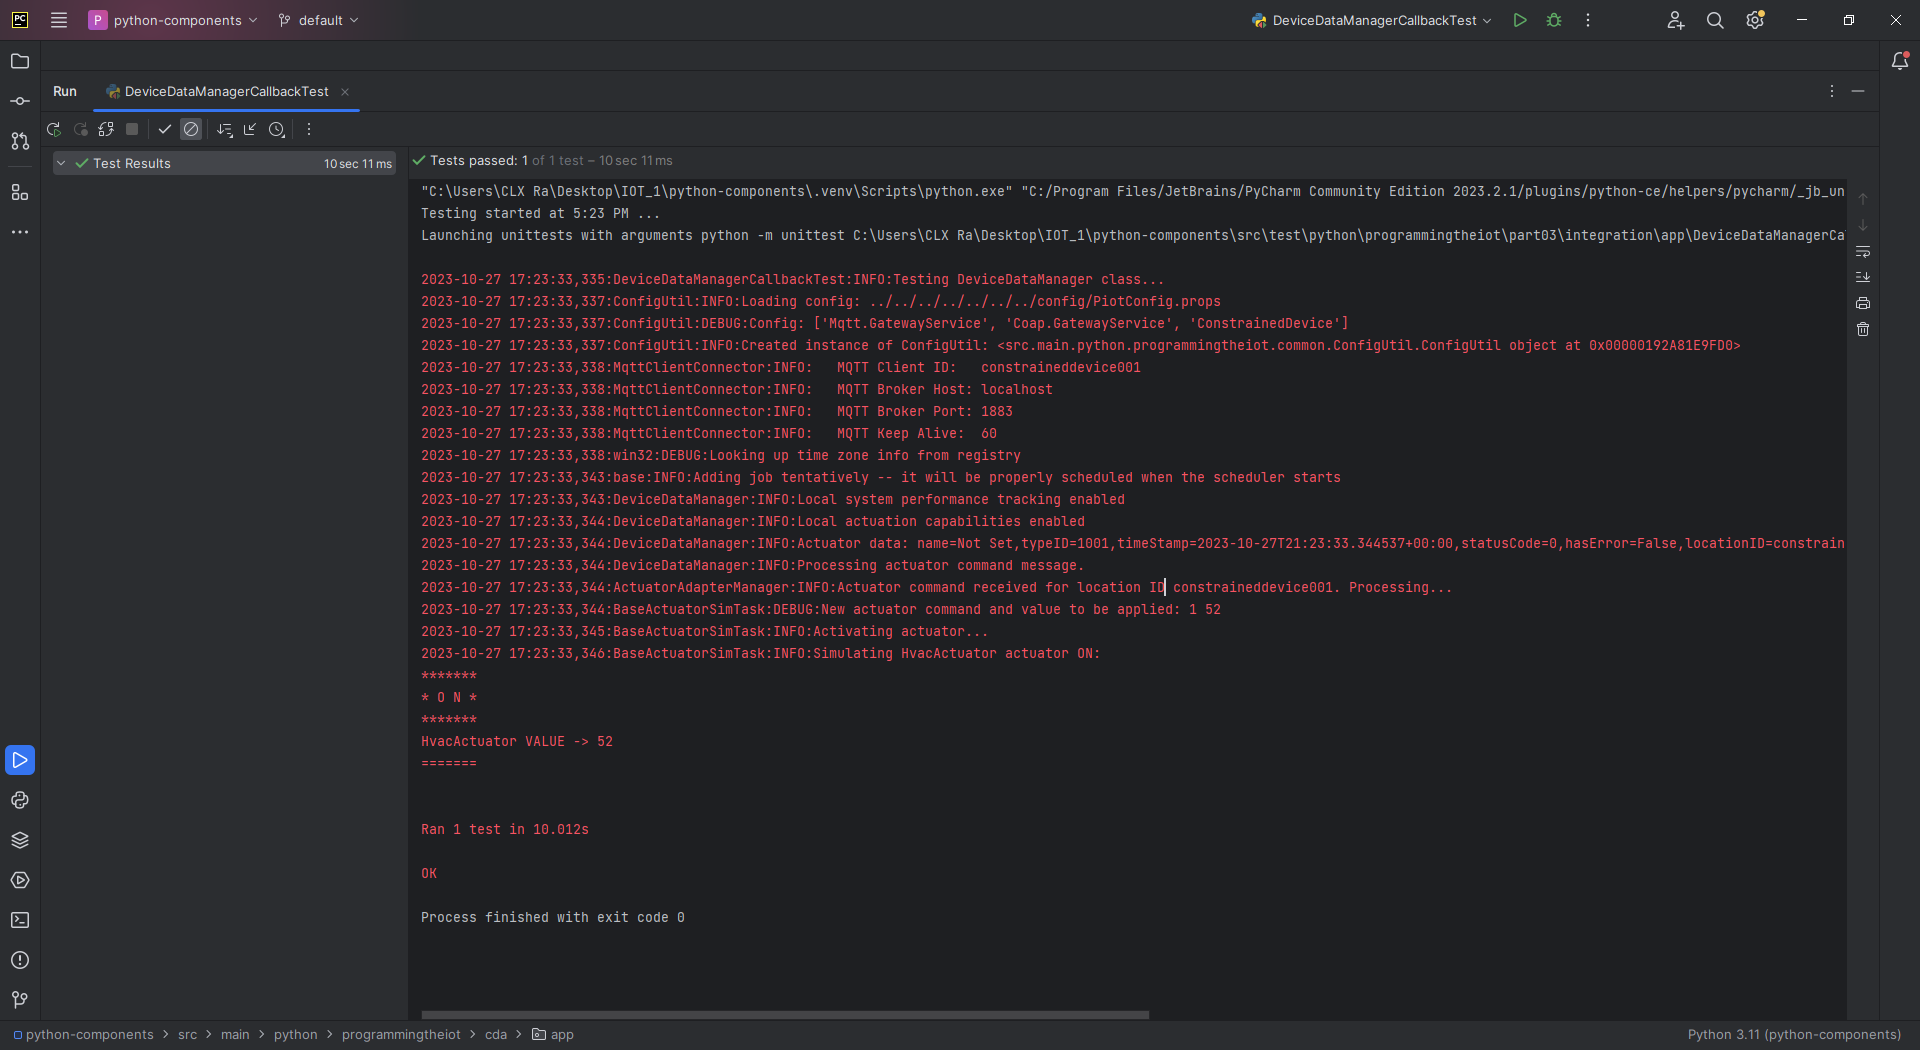 PC P python-components default DeviceDataManagerCallbackTest
Run DeviceDataManagerCallbackTest
Test Results 10 sec 11 ms
Tests passed: 1 of 1 test – 10 sec 11 ms
"C:\Users\CLX Ra\Desktop\IOT_1\python-components\.venv\Scripts\python.exe" "C:/Program Files/JetBrains/PyCharm Community Edition 2023.2.1/plugins/python-ce/helpers/pycharm/_jb_un
Testing started at 5:23 PM ...
Launching unittests with arguments python -m unittest C:\Users\CLX Ra\Desktop\IOT_1\python-components\src\test\python\programmingtheiot\part03\integration\app\DeviceDataManagerCa
2023-10-27 17:23:33,335:DeviceDataManagerCallbackTest:INFO:Testing DeviceDataManager class...
2023-10-27 17:23:33,337:ConfigUtil:INFO:Loading config: ../../../../../../../config/PiotConfig.props
2023-10-27 17:23:33,337:ConfigUtil:DEBUG:Config: ['Mqtt.GatewayService', 'Coap.GatewayService', 'ConstrainedDevice']
2023-10-27 17:23:33,337:ConfigUtil:INFO:Created instance of ConfigUtil: <src.main.python.programmingtheiot.common.ConfigUtil.ConfigUtil object at 0x00000192A81E9FD0>
2023-10-27 17:23:33,338:MqttClientConnector:INFO:   MQTT Client ID:   constraineddevice001
2023-10-27 17:23:33,338:MqttClientConnector:INFO:   MQTT Broker Host: localhost
2023-10-27 17:23:33,338:MqttClientConnector:INFO:   MQTT Broker Port: 1883
2023-10-27 17:23:33,338:MqttClientConnector:INFO:   MQTT Keep Alive:  60
2023-10-27 17:23:33,338:win32:DEBUG:Looking up time zone info from registry
2023-10-27 17:23:33,343:base:INFO:Adding job tentatively -- it will be properly scheduled when the scheduler starts
2023-10-27 17:23:33,343:DeviceDataManager:INFO:Local system performance tracking enabled
2023-10-27 17:23:33,344:DeviceDataManager:INFO:Local actuation capabilities enabled
2023-10-27 17:23:33,344:DeviceDataManager:INFO:Actuator data: name=Not Set,typeID=1001,timeStamp=2023-10-27T21:23:33.344537+00:00,statusCode=0,hasError=False,locationID=constrain
2023-10-27 17:23:33,344:DeviceDataManager:INFO:Processing actuator command message.
2023-10-27 17:23:33,344:ActuatorAdapterManager:INFO:Actuator command received for location ID constraineddevice001. Processing...
2023-10-27 17:23:33,344:BaseActuatorSimTask:DEBUG:New actuator command and value to be applied: 1 52
2023-10-27 17:23:33,345:BaseActuatorSimTask:INFO:Activating actuator...
2023-10-27 17:23:33,346:BaseActuatorSimTask:INFO:Simulating HvacActuator actuator ON:
*******
* O N *
*******
HvacActuator VALUE -> 52
=======
Ran 1 test in 10.012s
OK
Process finished with exit code 0
python-components > src > main > python > programmingtheiot > cda > app Python 3.11 (python-components)